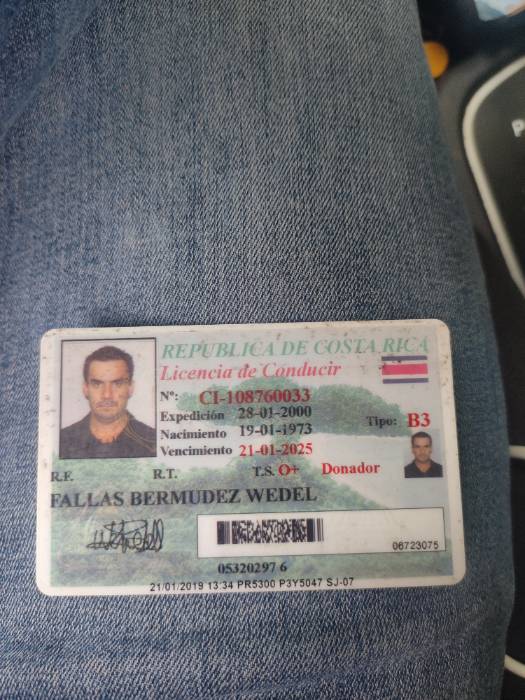 REPUBLICA DE COSTA RICA
Licencia de Conducir
Nº: CI-108760033
Expedición 28-01-2000
Nacimiento 19-01-1973 Tipo: B3
Vencimiento 21-01-2025
R.F. R.T. T.S. O+ Donador
FALLAS BERMUDEZ WEDEL
06723075
05320297 6
21/01/2019 13:34 PR5300 P3Y5047 SJ-07